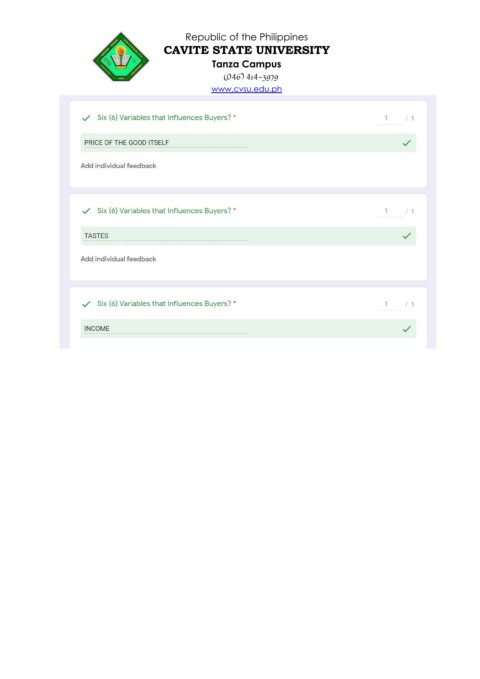 Republic of the Philippines
CAVITE STATE UNIVERSITY
Tanza Campus
(046) 414-3979
www.cvsu.edu.ph
Six (6) Variables that Influences Buyers? *
1 / 1
PRICE OF THE GOOD ITSELF
Add individual feedback
Six (6) Variables that Influences Buyers? *
1 / 1
TASTES
Add individual feedback
Six (6) Variables that Influences Buyers? *
1 / 1
INCOME